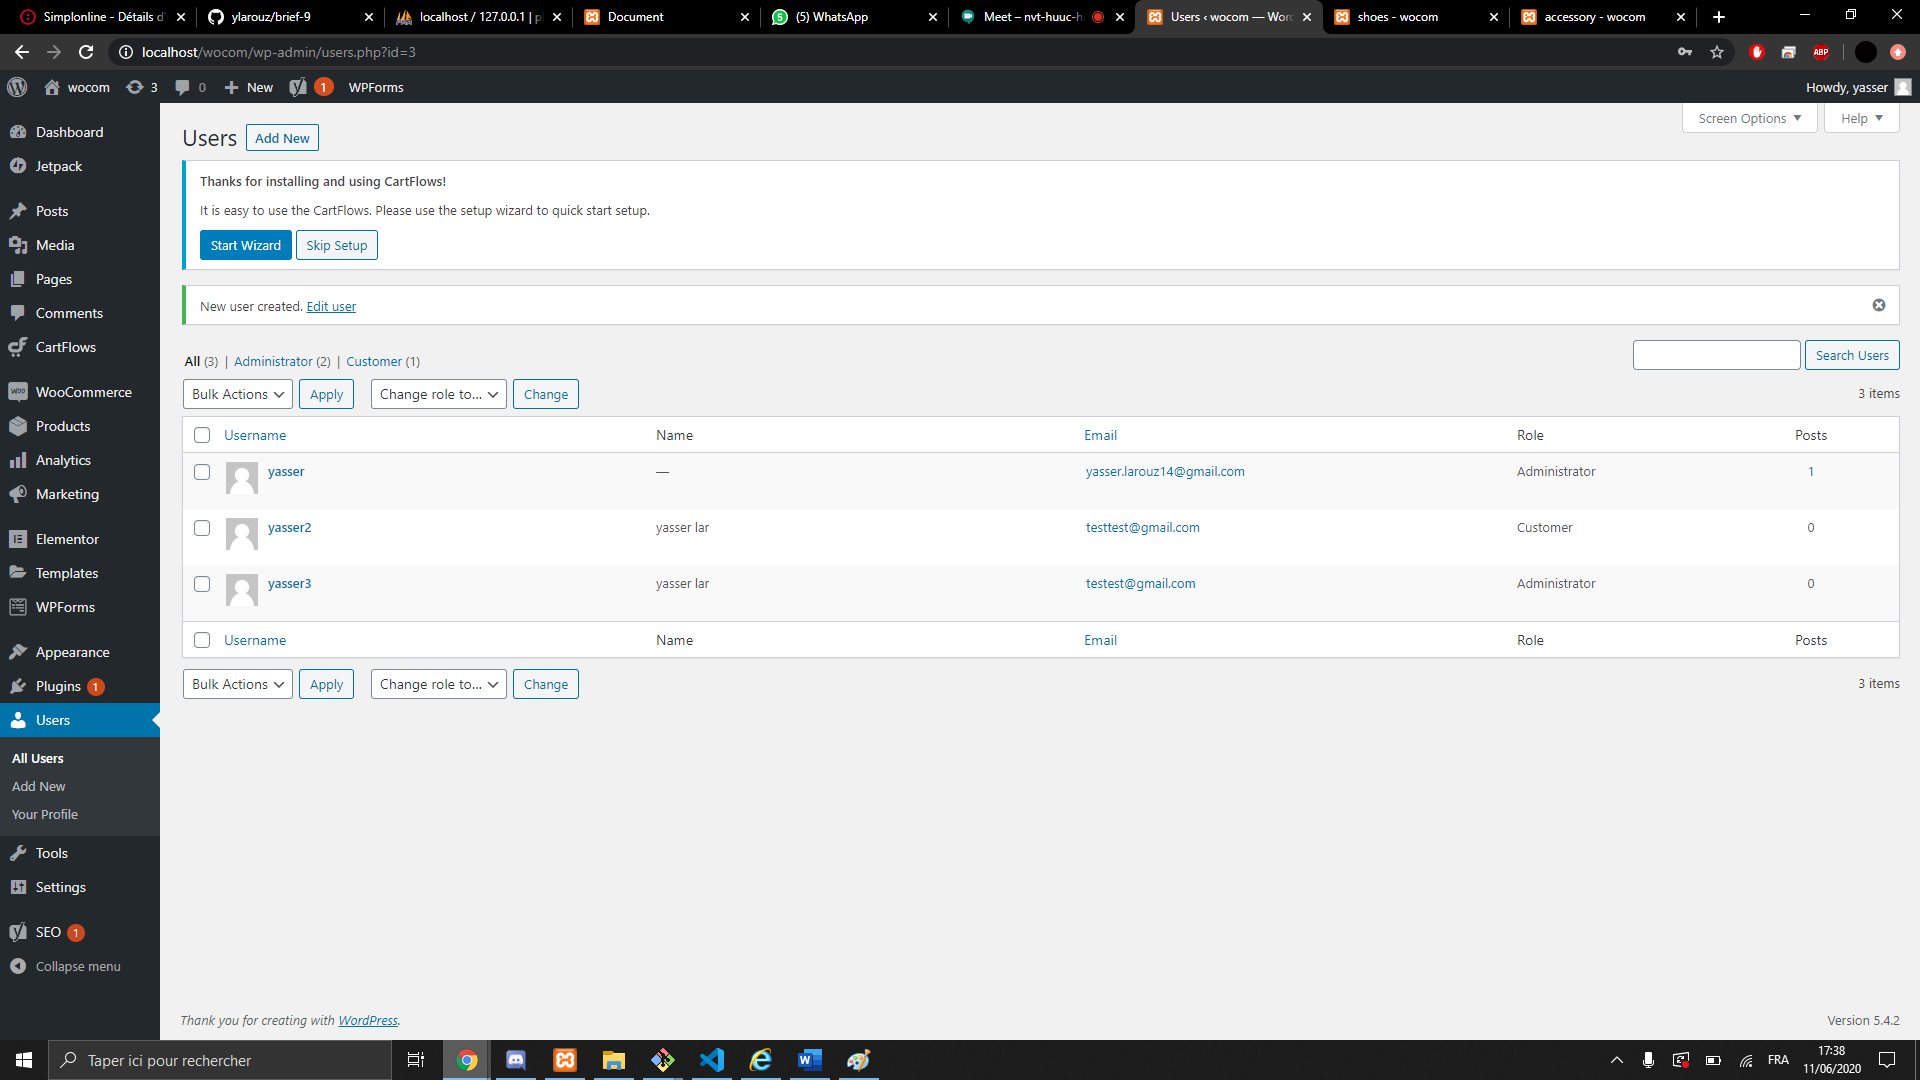 Simplonline - Détails d'
ylarouz/brief-9
localhost / 127.0.0.1 | p
Document
(5) WhatsApp
Meet – nvt-huuc-h
Users ‹ wocom — Wor
shoes - wocom
accessory - wocom
localhost/wocom/wp-admin/users.php?id=3
ABP
wocom 3 0 New 1 WPForms
Howdy, yasser
Dashboard
Jetpack
Posts
Media
Pages
Comments
CartFlows
WooCommerce
Products
Analytics
Marketing
Elementor
Templates
WPForms
Appearance
Plugins 1
Users
All Users
Add New
Your Profile
Tools
Settings
SEO 1
Collapse menu
Screen Options Help
Users Add New
Thanks for installing and using CartFlows!
It is easy to use the CartFlows. Please use the setup wizard to quick start setup.
Start Wizard Skip Setup
New user created. Edit user
All (3) | Administrator (2) | Customer (1)
Search Users
Bulk Actions Apply Change role to... Change
3 items
Username Name Email Role Posts
yasser — yasser.larouz14@gmail.com Administrator 1
yasser2 yasser lar testtest@gmail.com Customer 0
yasser3 yasser lar testest@gmail.com Administrator 0
Username Name Email Role Posts
Bulk Actions Apply Change role to... Change
3 items
Thank you for creating with WordPress.
Version 5.4.2
Taper ici pour rechercher
FRA
17:38
11/06/2020